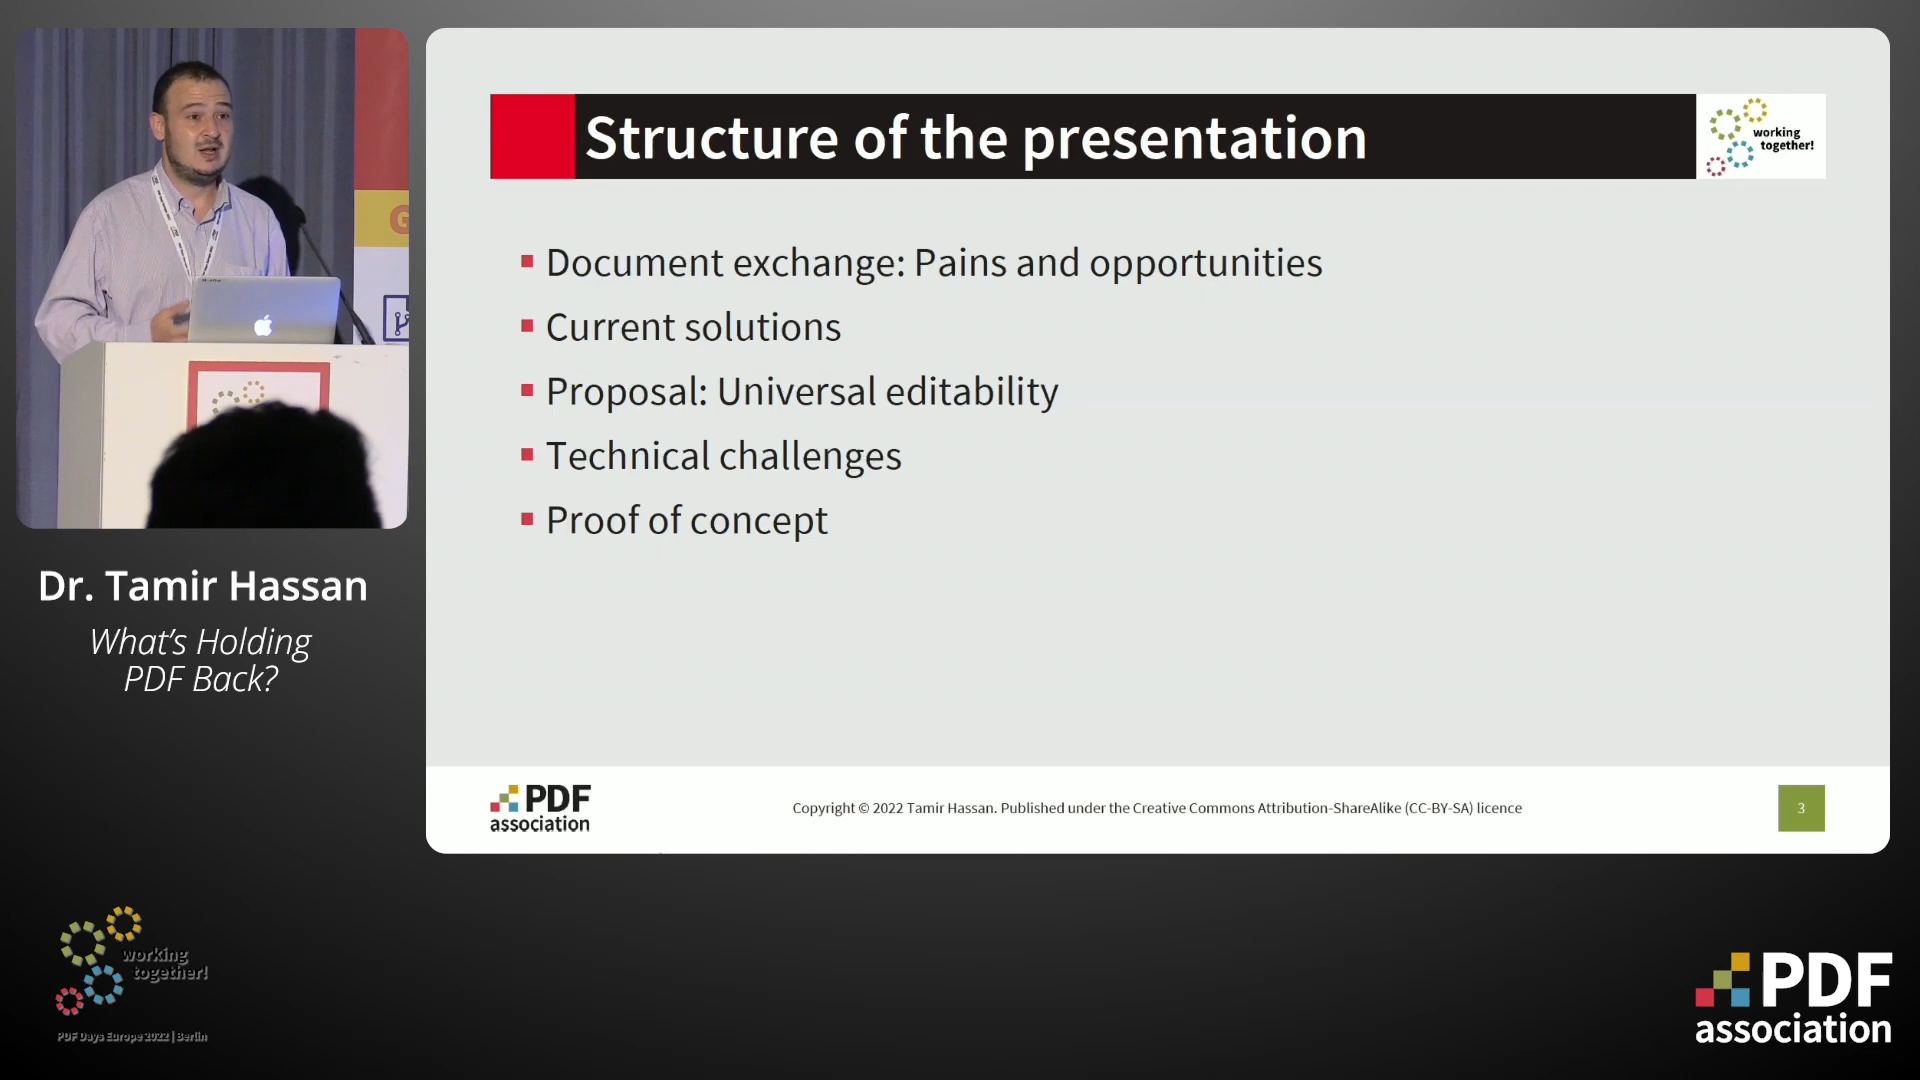 Structure of the presentation
working
together!
Document exchange: Pains and opportunities
Current solutions
Proposal: Universal editability
Technical challenges
Proof of concept
PDF
association
Copyright © 2022 Tamir Hassan. Published under the Creative Commons Attribution-ShareAlike (CC-BY-SA) licence
3
G
Dr. Tamir Hassan
What's Holding
PDF Back?
working
together!
PDF Days Europe 2022 | Berlin
PDF
association